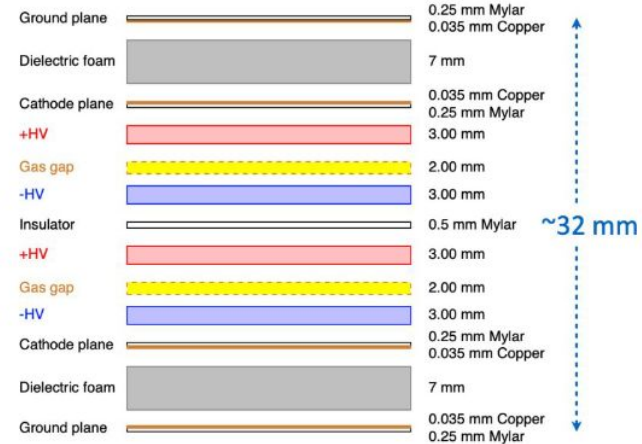 Ground plane
0.25 mm Mylar
0.035 mm Copper
Dielectric foam
7 mm
Cathode plane
0.035 mm Copper
0.25 mm Mylar
+HV
3.00 mm
Gas gap
2.00 mm
-HV
3.00 mm
Insulator
0.5 mm Mylar
~32 mm
+HV
3.00 mm
Gas gap
2.00 mm
-HV
3.00 mm
Cathode plane
0.25 mm Mylar
0.035 mm Copper
Dielectric foam
7 mm
Ground plane
0.035 mm Copper
0.25 mm Mylar